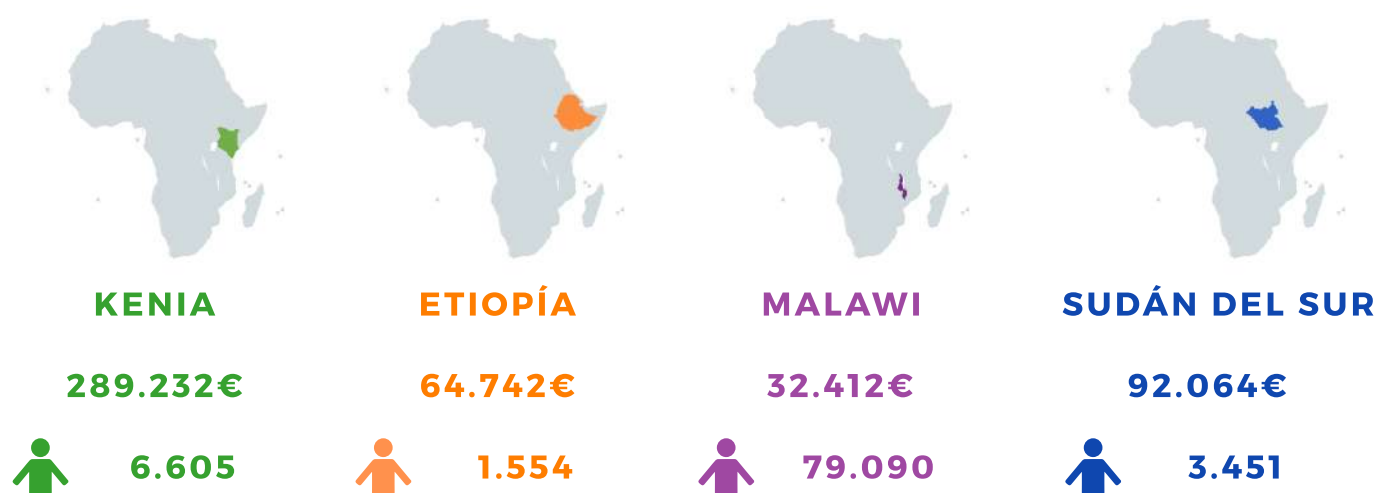 KENIA
ETIOPÍA
MALAWI
SUDÁN DEL SUR
289.232€
64.742€
32.412€
92.064€
6.605
1.554
79.090
3.451